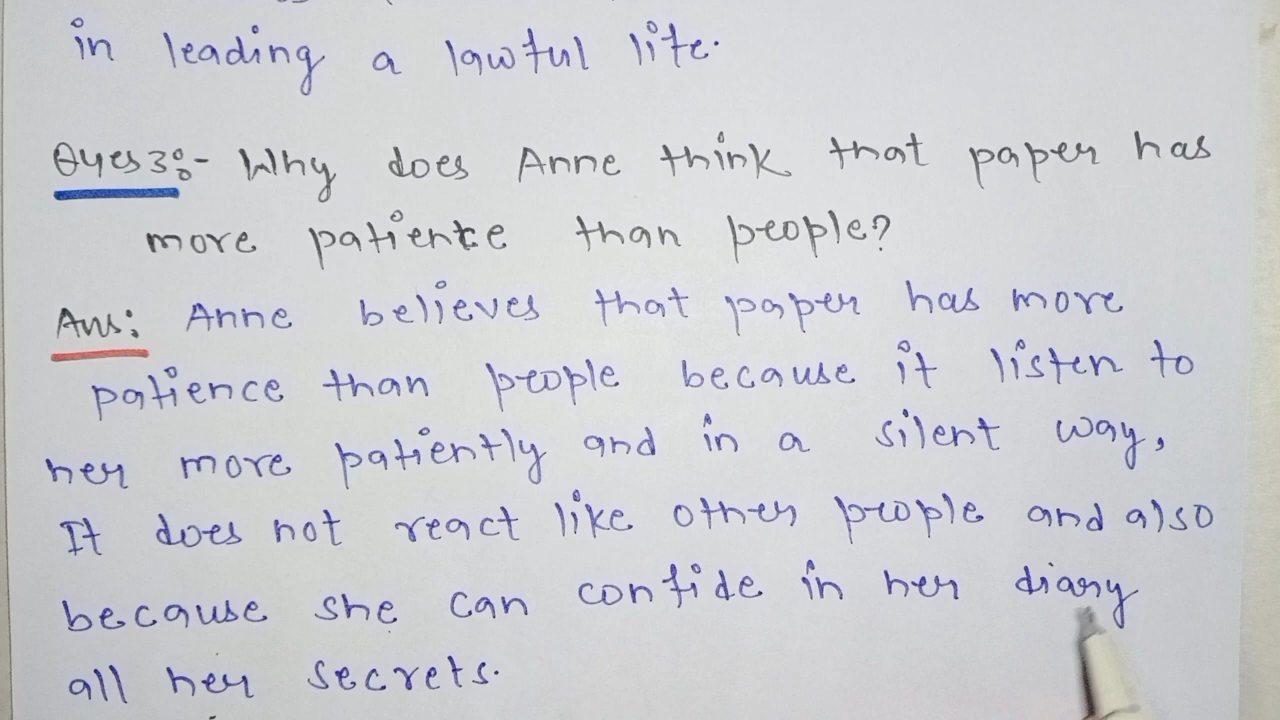 in leading a lawful life.
Ques3:- Why does Anne think that paper has
more patience than people?
Ans: Anne believes that paper has more
patience than people because it listen to
her more patiently and in a silent way,
It does not react like other people and also
because she can confide in her diary
all her secrets.